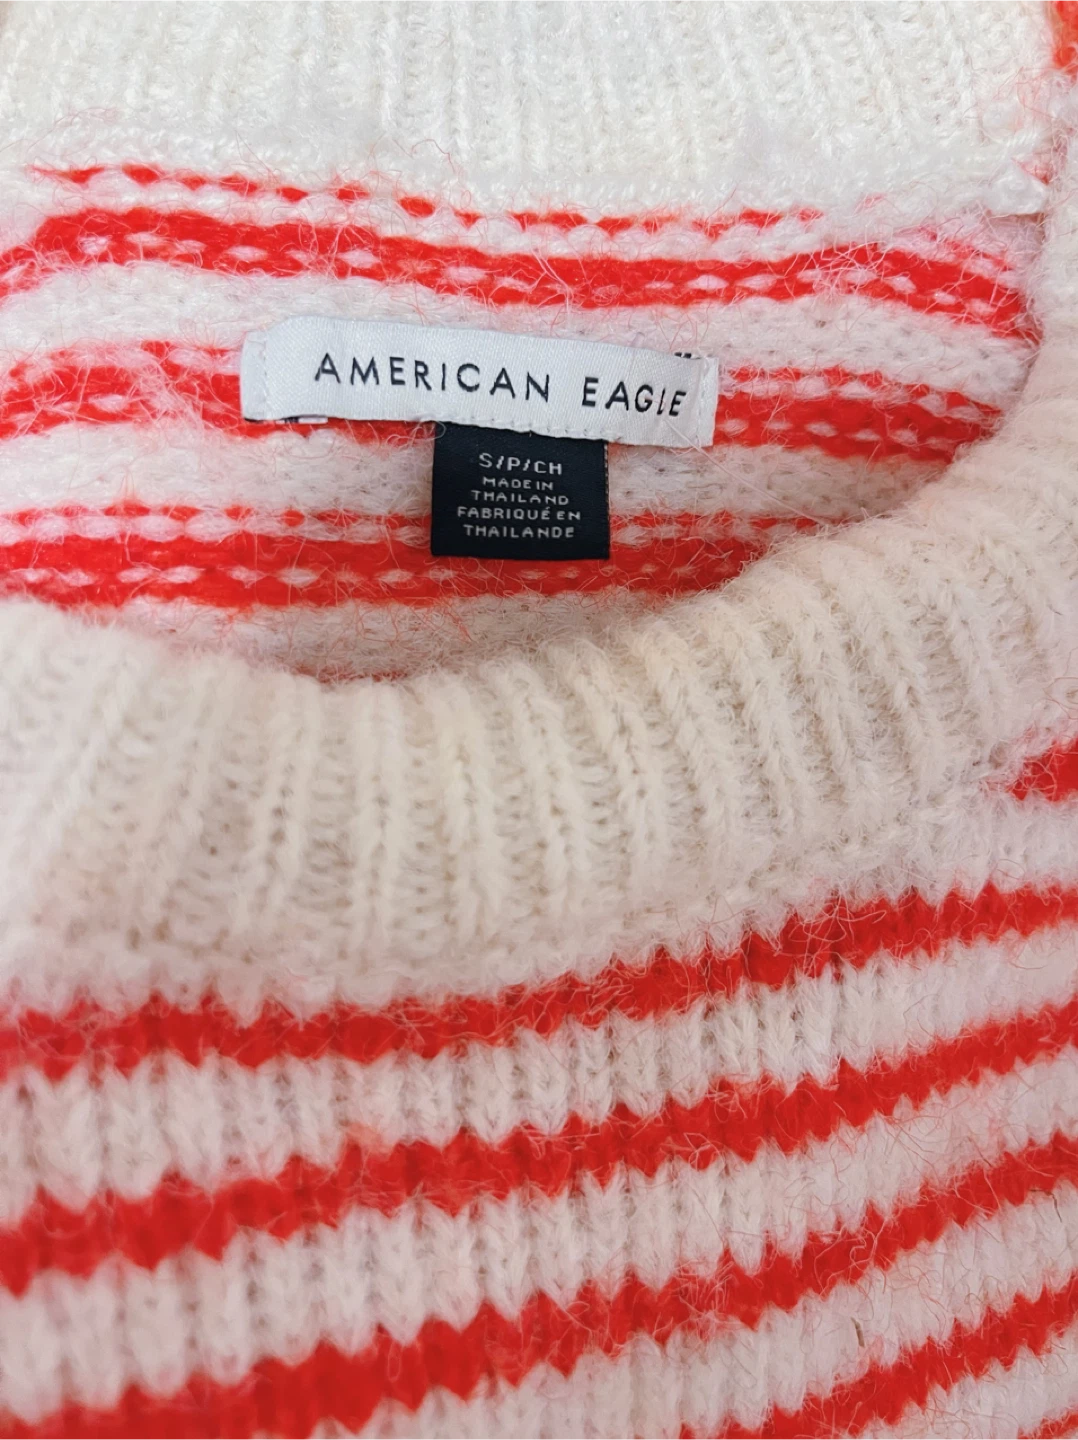 AMERICAN EAGLE
S/P/CH
MADE IN
THAILAND
FABRIQUÉ EN
THAILANDE